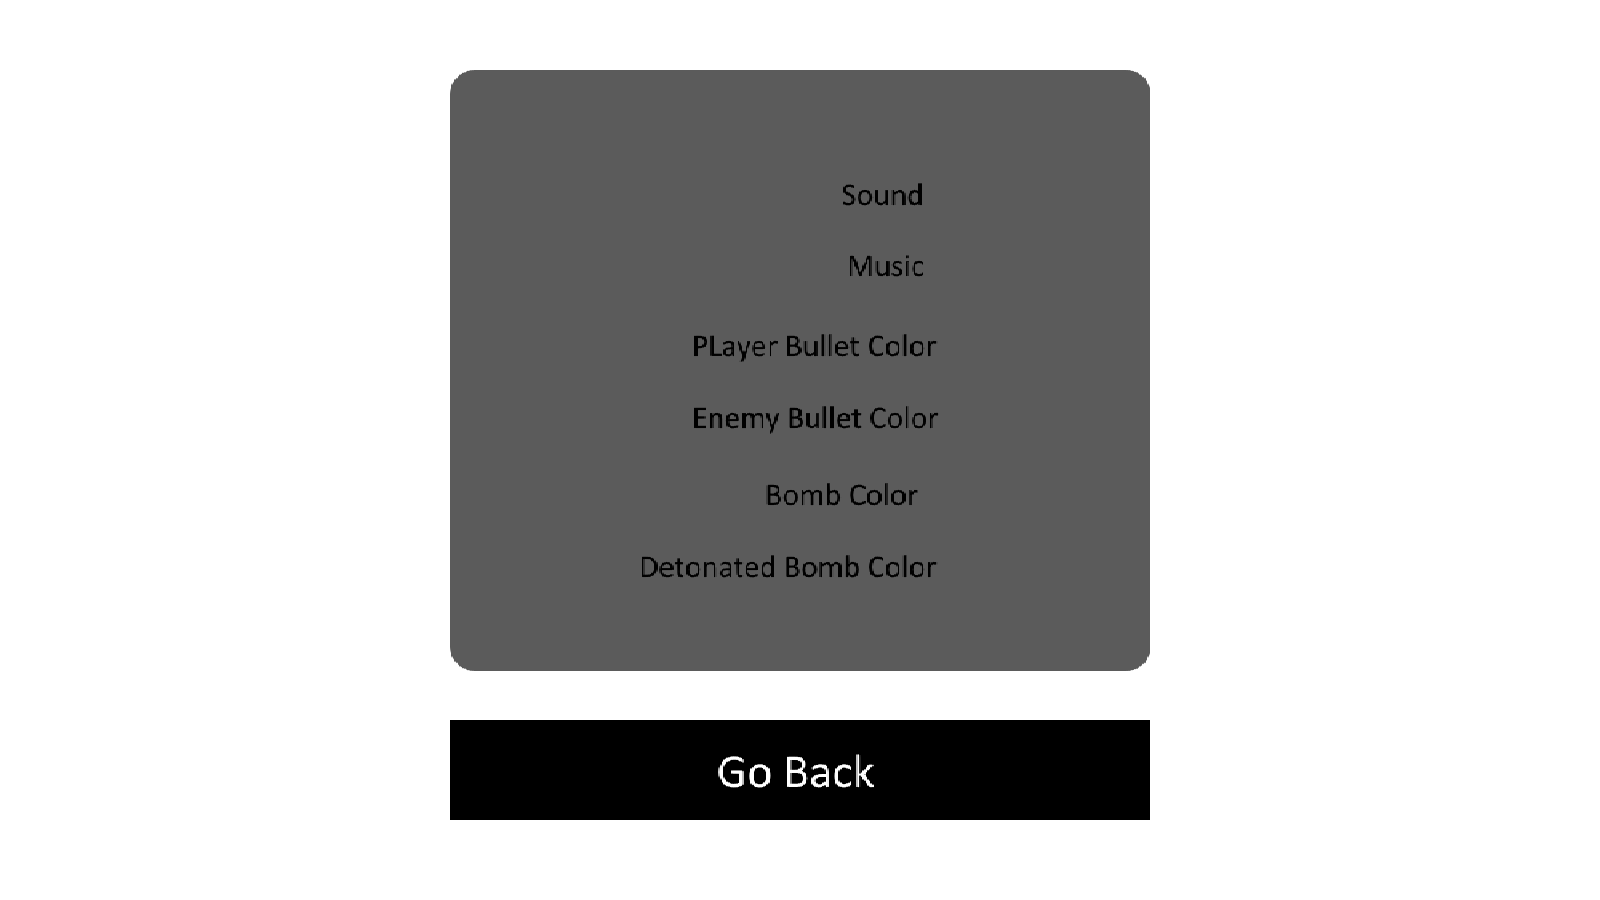 Sound
Music
PLayer Bullet Color
Enemy Bullet Color
Bomb Color
Detonated Bomb Color
Go Back